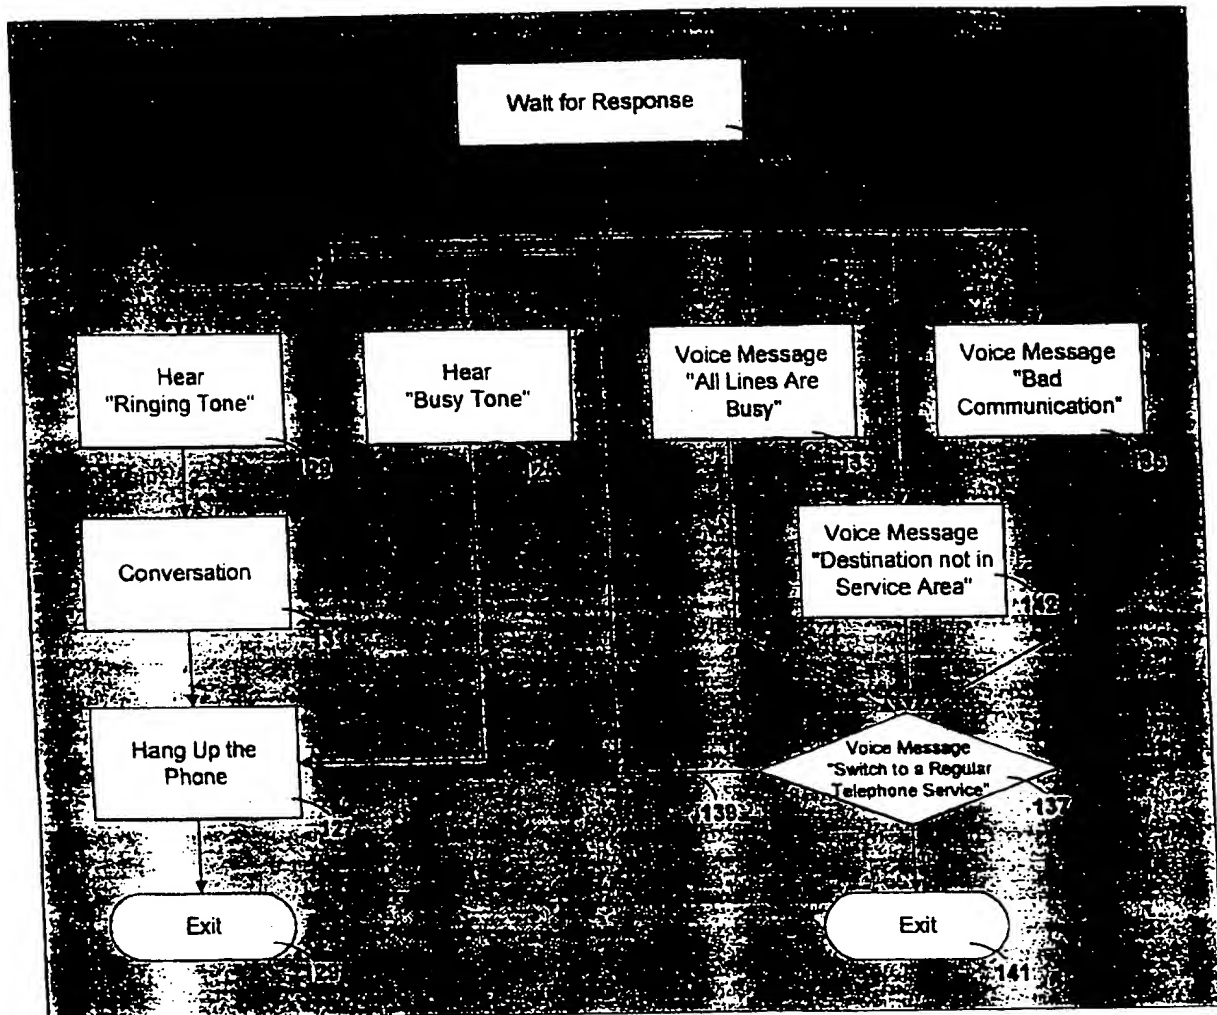 Wait for Response
Hear
"Ringing Tone"
Hear
"Busy Tone"
Voice Message
"All Lines Are
Busy"
133
Voice Message
"Bad
Communication"
Conversation
Voice Message
"Destination not in
Service Area"
Hang Up the
Phone
Voice Message
"Switch to a Regular
Telephone Service"
137
139
Exit
Exit
141